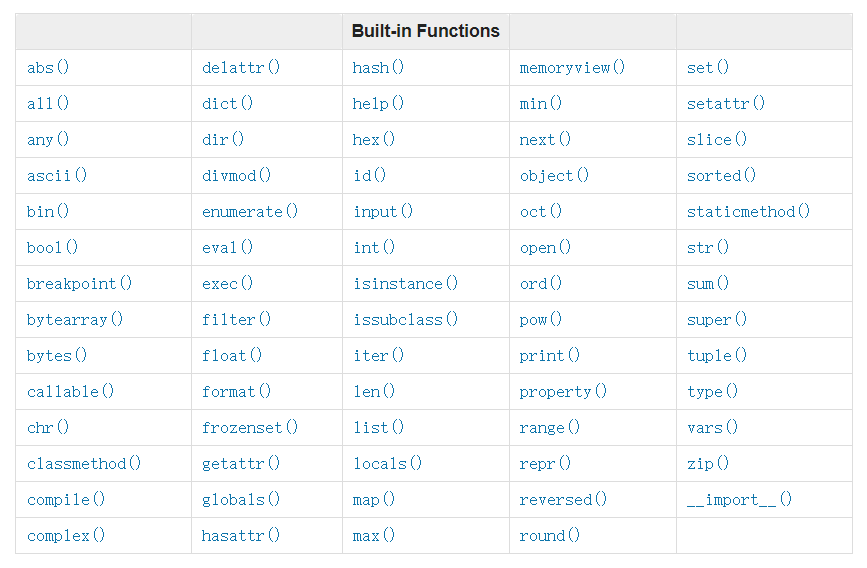 Built-in Functions
abs() delattr() hash() memoryview() set()
all() dict() help() min() setattr()
any() dir() hex() next() slice()
ascii() divmod() id() object() sorted()
bin() enumerate() input() oct() staticmethod()
bool() eval() int() open() str()
breakpoint() exec() isinstance() ord() sum()
bytearray() filter() issubclass() pow() super()
bytes() float() iter() print() tuple()
callable() format() len() property() type()
chr() frozenset() list() range() vars()
classmethod() getattr() locals() repr() zip()
compile() globals() map() reversed() __import__()
complex() hasattr() max() round()